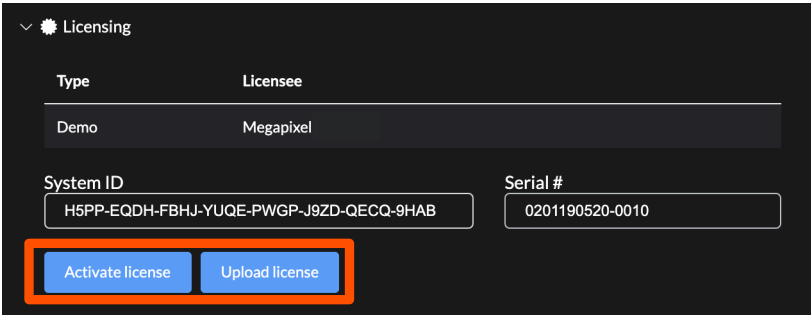 Licensing
Type Licensee
Demo Megapixel
System ID Serial #
H5PP-EQDH-FBHJ-YUQE-PWGP-J9ZD-QECQ-9HAB 0201190520-0010
Activate license Upload license